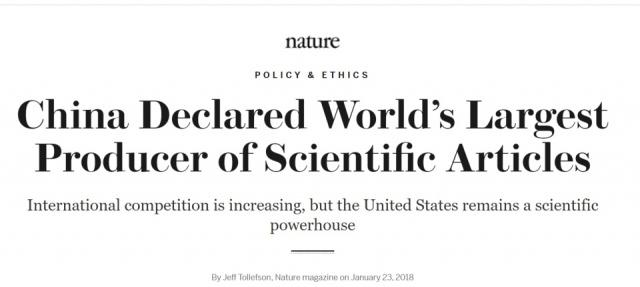 nature
POLICY & ETHICS
China Declared World's Largest
Producer of Scientific Articles
International competition is increasing, but the United States remains a scientific
powerhouse
By Jeff Tollefson, Nature magazine on January 23, 2018